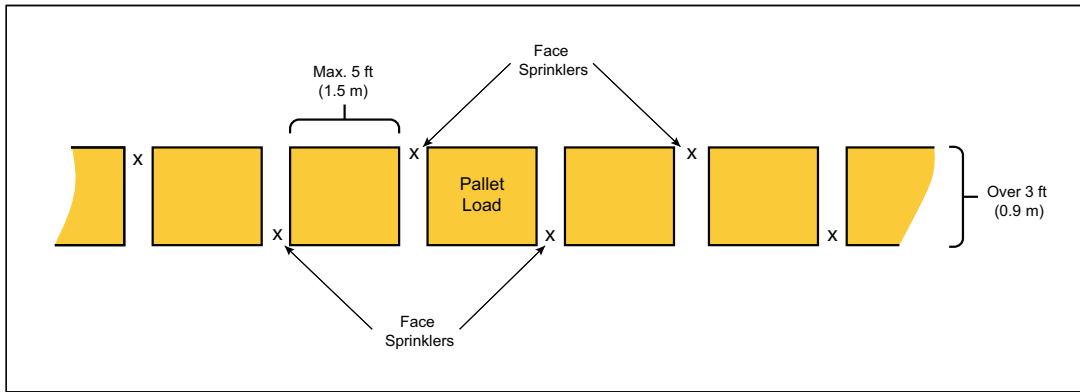 Face
Sprinklers
Max. 5 ft
(1.5 m)
x
x
x
Pallet
Load
Over 3 ft
(0.9 m)
x
x
x
Face
Sprinklers